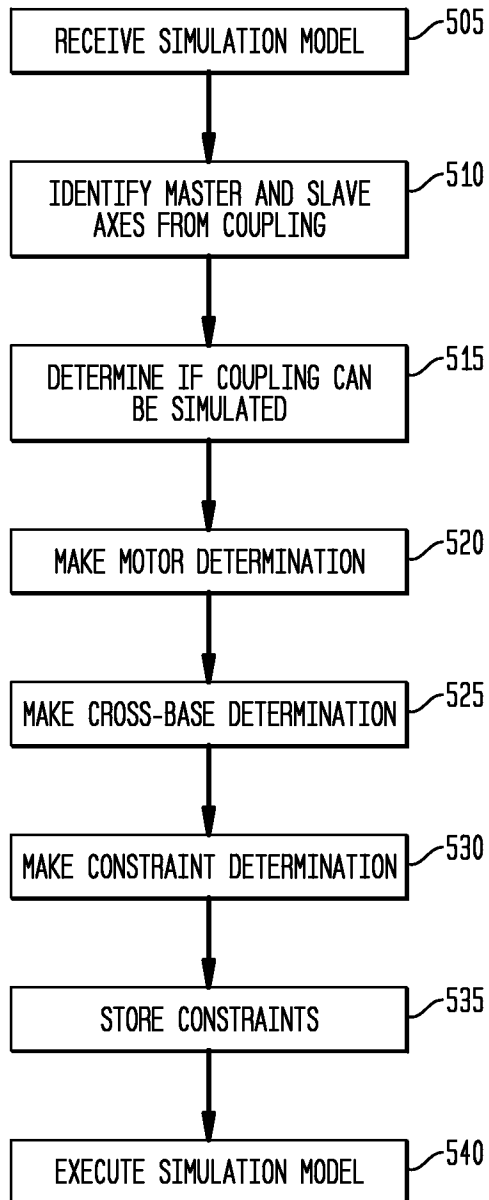 RECEIVE SIMULATION MODEL
505
IDENTIFY MASTER AND SLAVE
AXES FROM COUPLING
510
DETERMINE IF COUPLING CAN
BE SIMULATED
515
MAKE MOTOR DETERMINATION
520
MAKE CROSS-BASE DETERMINATION
525
MAKE CONSTRAINT DETERMINATION
530
STORE CONSTRAINTS
535
EXECUTE SIMULATION MODEL
540